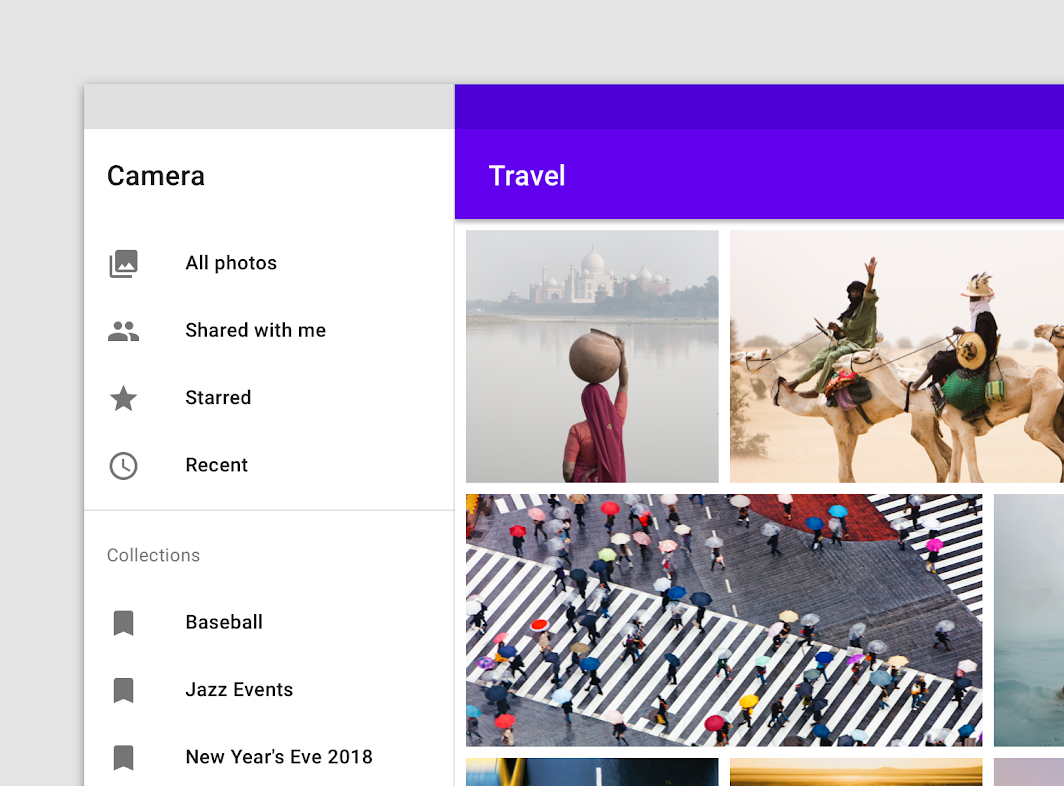 Camera
Travel
All photos
Shared with me
Starred
Recent
Collections
Baseball
Jazz Events
New Year's Eve 2018